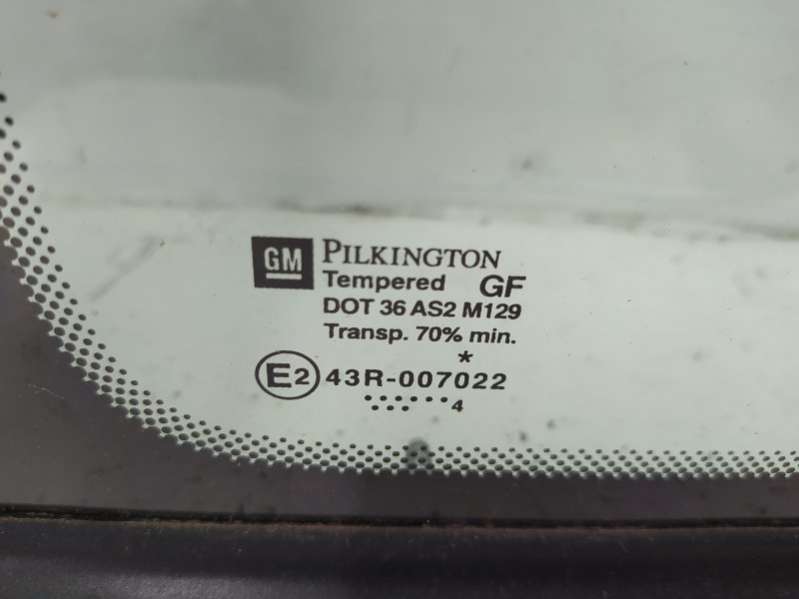 GM PILKINGTON
Tempered GF
DOT 36 AS2 M129
Transp. 70% min.
*
E2 43R-007022
4